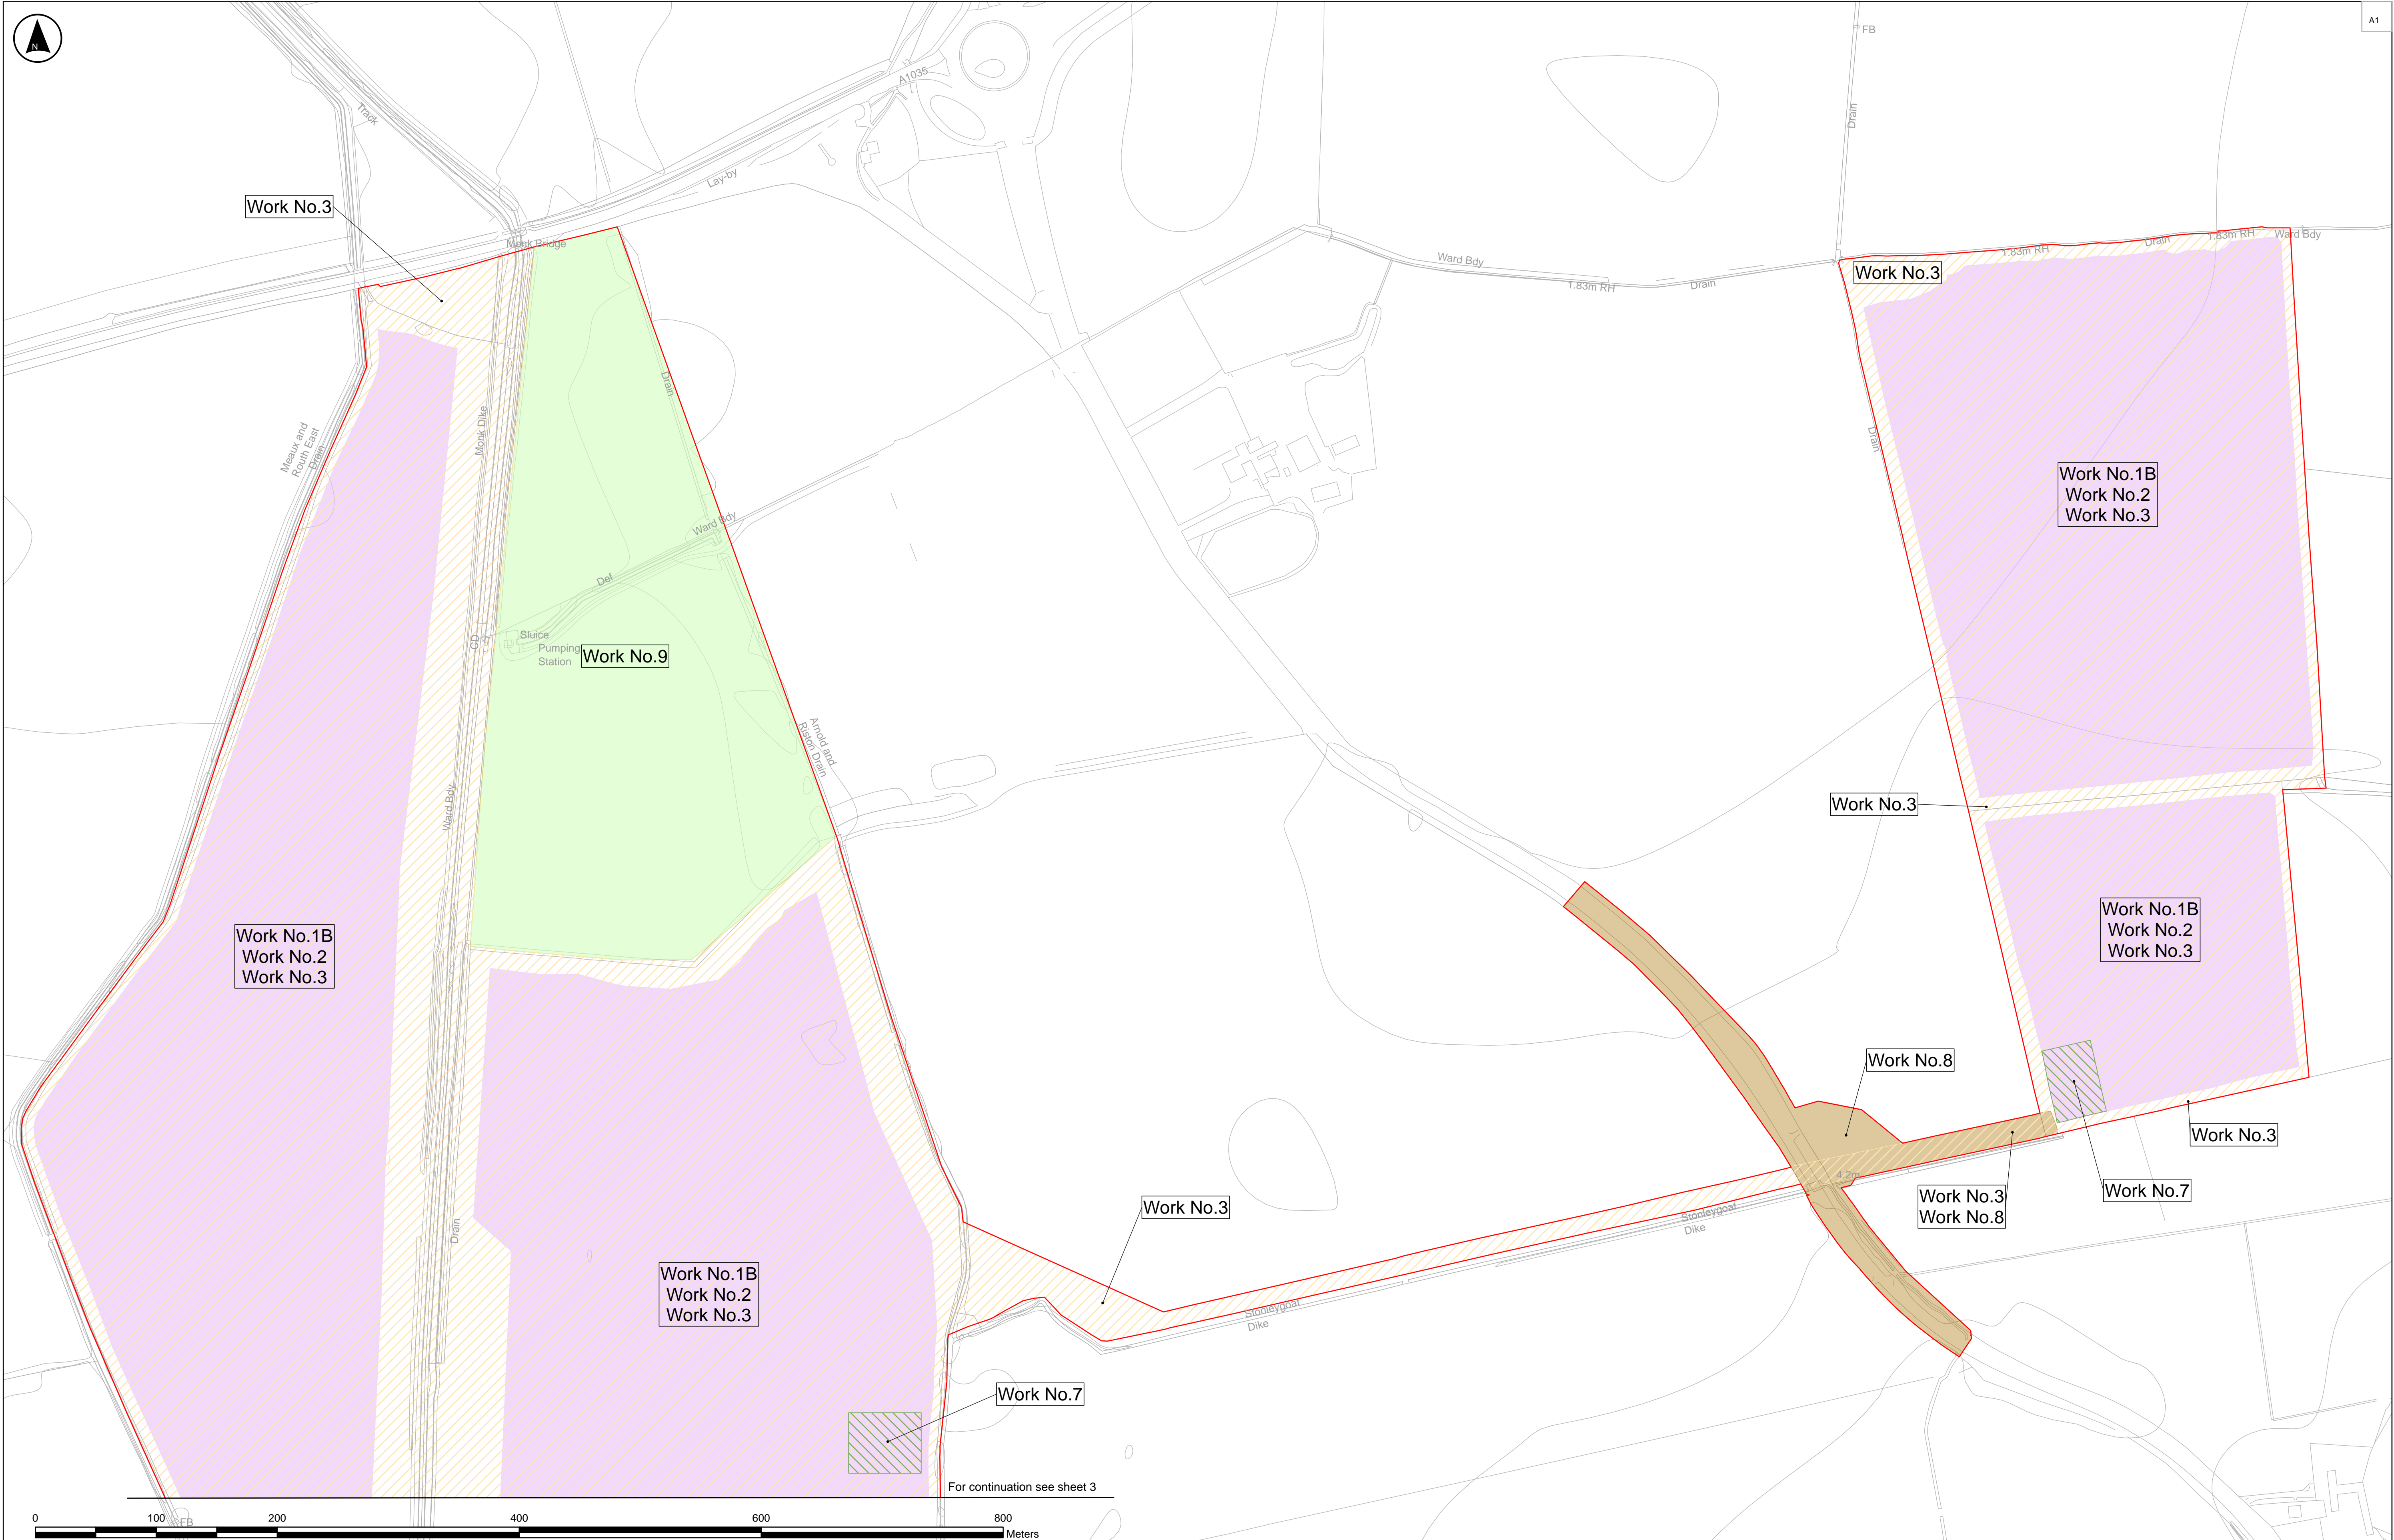 A1
N
FB
A1035
Track
Drain
Lay-by
Work No.3
Monk Bridge
Ward Bdy
1.83m RH
Drain
Work No.3
1.83m RH
Drain
1.83m RH
Ward Bdy
Drain
Monk Dike
Meaux and
Routh East
Drain
Drain
Work No.1B
Work No.2
Work No.3
Ward Bdy
Def
CD
Sluice
Pumping
Station
Work No.9
Arnold and
Riston Drain
Ward Bdy
Work No.3
Work No.1B
Work No.2
Work No.3
Work No.1B
Work No.2
Work No.3
Work No.8
Work No.3
4.2m
Work No.7
Work No.3
Work No.8
Work No.3
Stonleygoat
Dike
Drain
Work No.1B
Work No.2
Work No.3
Stonleygoat
Dike
Work No.7
For continuation see sheet 3
FB
0
100
200
400
600
800
Meters